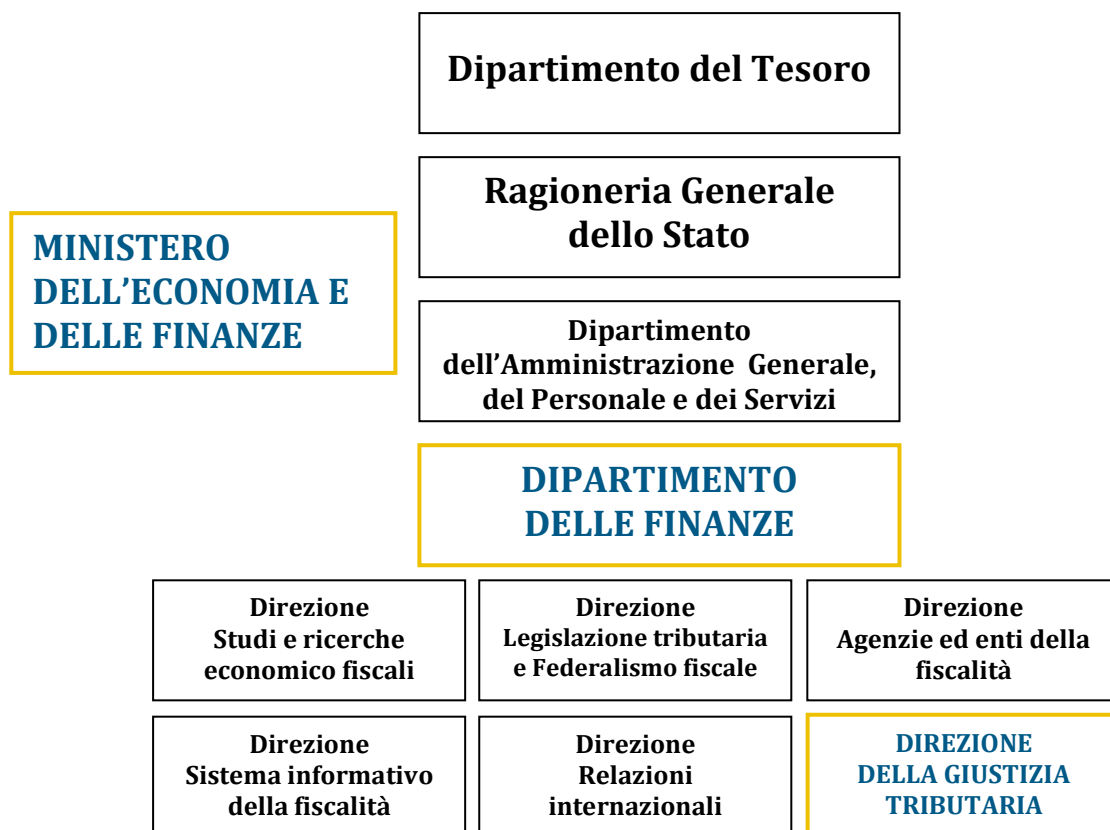 Dipartimento del Tesoro
Ragioneria Generale
dello Stato
MINISTERO
DELL’ECONOMIA E
DELLE FINANZE
Dipartimento
dell’Amministrazione Generale,
del Personale e dei Servizi
DIPARTIMENTO
DELLE FINANZE
Direzione
Studi e ricerche
economico fiscali
Direzione
Legislazione tributaria
e Federalismo fiscale
Direzione
Agenzie ed enti della
fiscalità
Direzione
Sistema informativo
della fiscalità
Direzione
Relazioni
internazionali
DIREZIONE
DELLA GIUSTIZIA
TRIBUTARIA